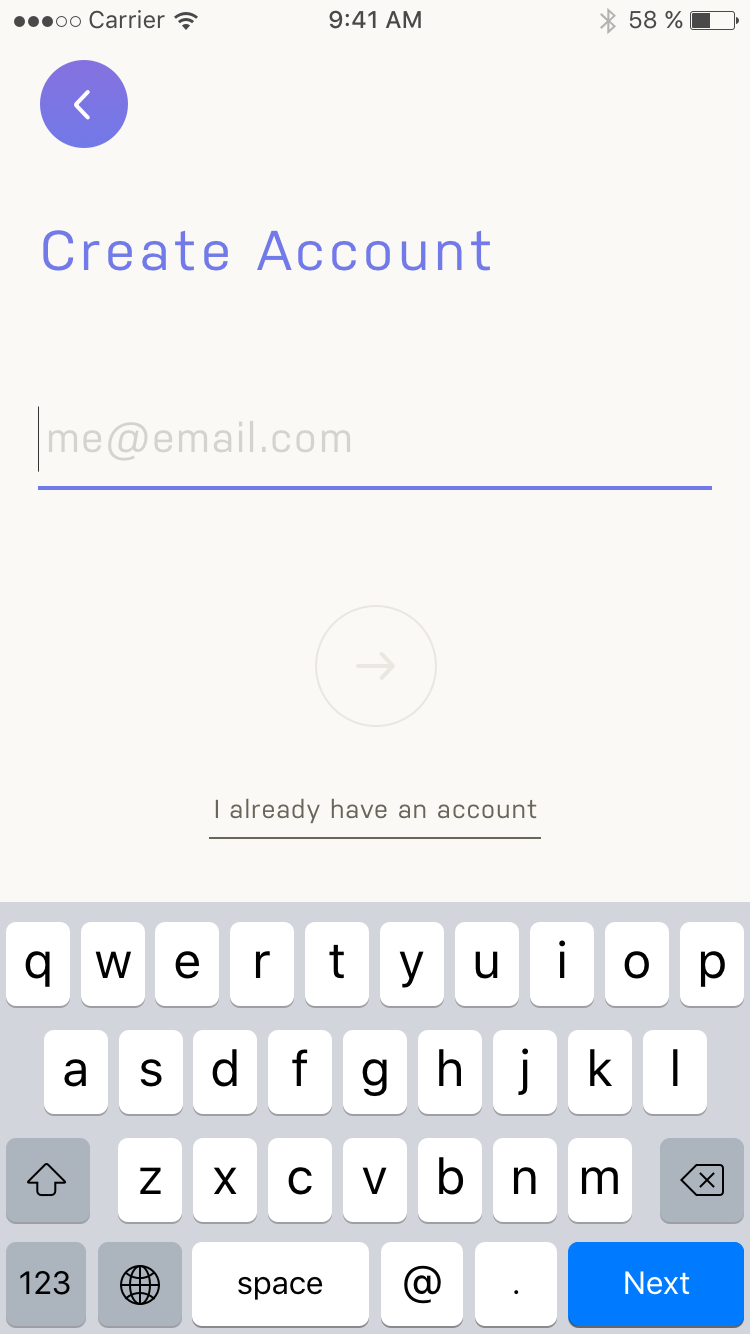 Carrier 9:41 AM 58 %
Create Account
me@email.com
I already have an account
q w e r t y u i o p
a s d f g h j k l
z x c v b n m
123 space @ . Next